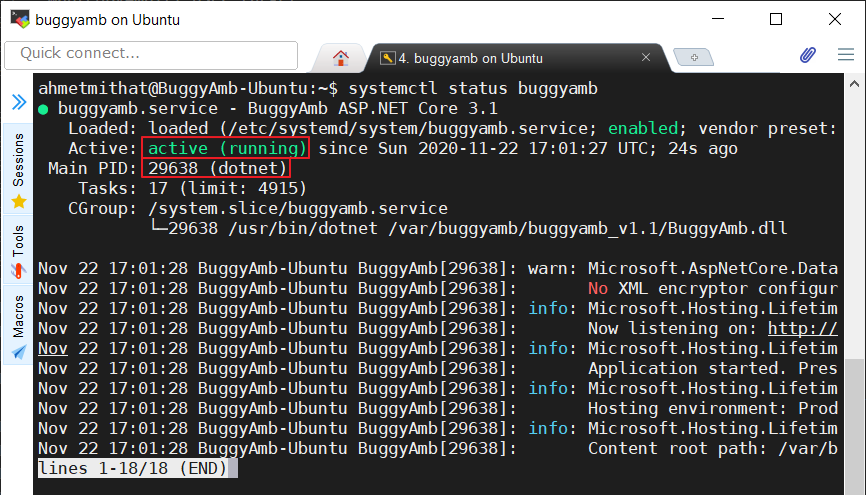 buggyamb on Ubuntu
Quick connect...
4. buggyamb on Ubuntu
Sessions
Tools
Macros
ahmetmithat@BuggyAmb-Ubuntu:~$ systemctl status buggyamb
● buggyamb.service - BuggyAmb ASP.NET Core 3.1
Loaded: loaded (/etc/systemd/system/buggyamb.service; enabled; vendor preset:
Active: active (running) since Sun 2020-11-22 17:01:27 UTC; 24s ago
Main PID: 29638 (dotnet)
Tasks: 17 (limit: 4915)
CGroup: /system.slice/buggyamb.service
└─29638 /usr/bin/dotnet /var/buggyamb/buggyamb_v1.1/BuggyAmb.dll
Nov 22 17:01:28 BuggyAmb-Ubuntu BuggyAmb[29638]: warn: Microsoft.AspNetCore.Data
Nov 22 17:01:28 BuggyAmb-Ubuntu BuggyAmb[29638]: No XML encryptor configur
Nov 22 17:01:28 BuggyAmb-Ubuntu BuggyAmb[29638]: info: Microsoft.Hosting.Lifetim
Nov 22 17:01:28 BuggyAmb-Ubuntu BuggyAmb[29638]: Now listening on: http://
Nov 22 17:01:28 BuggyAmb-Ubuntu BuggyAmb[29638]: info: Microsoft.Hosting.Lifetim
Nov 22 17:01:28 BuggyAmb-Ubuntu BuggyAmb[29638]: Application started. Pres
Nov 22 17:01:28 BuggyAmb-Ubuntu BuggyAmb[29638]: info: Microsoft.Hosting.Lifetim
Nov 22 17:01:28 BuggyAmb-Ubuntu BuggyAmb[29638]: Hosting environment: Prod
Nov 22 17:01:28 BuggyAmb-Ubuntu BuggyAmb[29638]: info: Microsoft.Hosting.Lifetim
Nov 22 17:01:28 BuggyAmb-Ubuntu BuggyAmb[29638]: Content root path: /var/b
lines 1-18/18 (END)